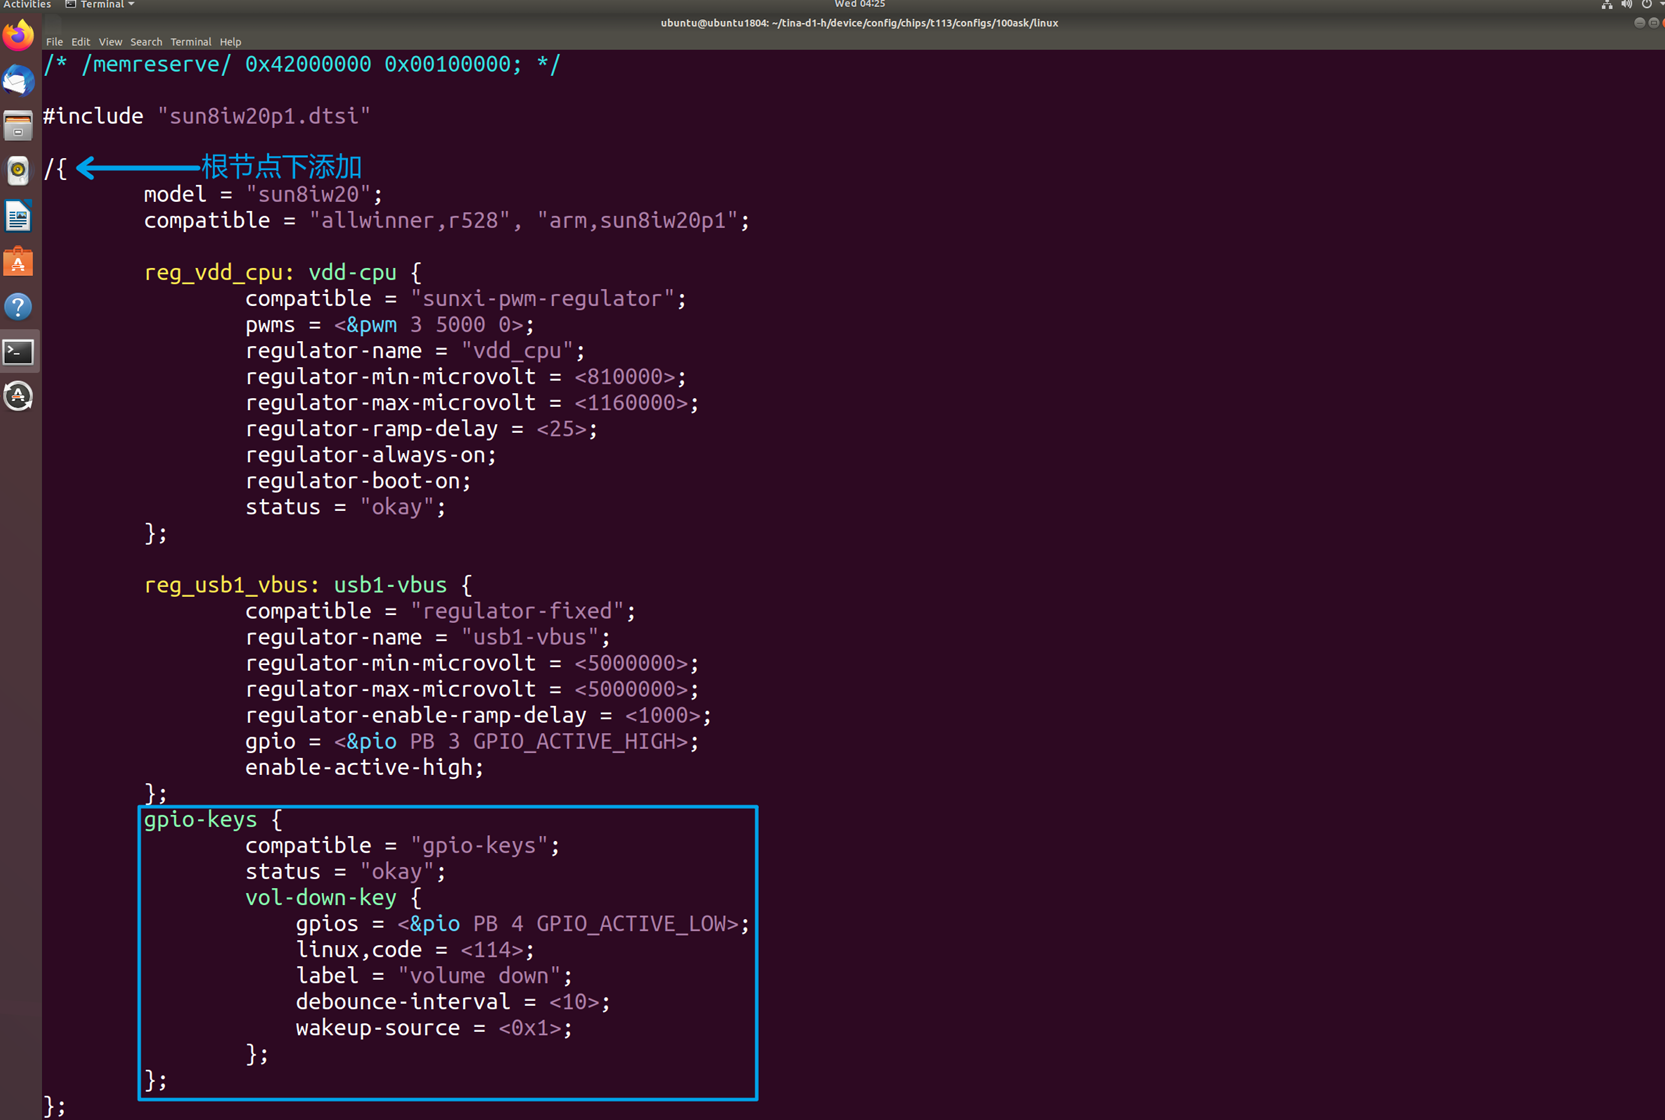 Activities Terminal Wed 04:25
ubuntu@ubuntu1804: ~/tina-d1-h/device/config/chips/t113/configs/100ask/linux
File Edit View Search Terminal Help
/* /memreserve/ 0x42000000 0x00100000; */
#include "sun8iw20p1.dtsi"
/{ 根节点下添加
model = "sun8iw20";
compatible = "allwinner,r528", "arm,sun8iw20p1";
reg_vdd_cpu: vdd-cpu {
compatible = "sunxi-pwm-regulator";
pwms = <&pwm 3 5000 0>;
regulator-name = "vdd_cpu";
regulator-min-microvolt = <810000>;
regulator-max-microvolt = <1160000>;
regulator-ramp-delay = <25>;
regulator-always-on;
regulator-boot-on;
status = "okay";
};
reg_usb1_vbus: usb1-vbus {
compatible = "regulator-fixed";
regulator-name = "usb1-vbus";
regulator-min-microvolt = <5000000>;
regulator-max-microvolt = <5000000>;
regulator-enable-ramp-delay = <1000>;
gpio = <&pio PB 3 GPIO_ACTIVE_HIGH>;
enable-active-high;
};
gpio-keys {
compatible = "gpio-keys";
status = "okay";
vol-down-key {
gpios = <&pio PB 4 GPIO_ACTIVE_LOW>;
linux,code = <114>;
label = "volume down";
debounce-interval = <10>;
wakeup-source = <0x1>;
};
};
};